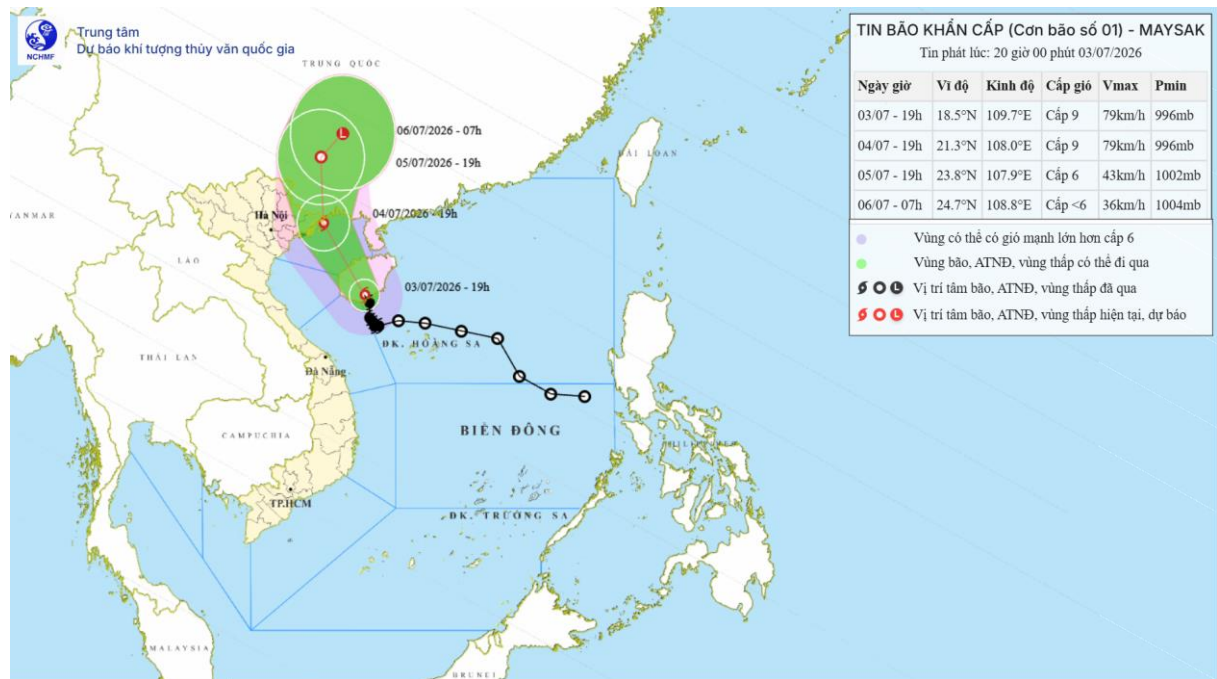 NCHMF
Trung tâm
Dự báo khí tượng thủy văn quốc gia
TIN BÃO KHẨN CẤP (Cơn bão số 01) - MAYSAK
Tin phát lúc: 20 giờ 00 phút 03/07/2026
Ngày giờ Vĩ độ Kinh độ Cấp gió Vmax Pmin
03/07 - 19h 18.5°N 109.7°E Cấp 9 79km/h 996mb
04/07 - 19h 21.3°N 108.0°E Cấp 9 79km/h 996mb
05/07 - 19h 23.8°N 107.9°E Cấp 6 43km/h 1002mb
06/07 - 07h 24.7°N 108.8°E Cấp <6 36km/h 1004mb
Vùng có thể có gió mạnh lớn hơn cấp 6
Vùng bão, ATNĐ, vùng thấp có thể đi qua
Vị trí tâm bão, ATNĐ, vùng thấp đã qua
Vị trí tâm bão, ATNĐ, vùng thấp hiện tại, dự báo
TRUNG QUỐC
06/07/2026 - 07h
05/07/2026 - 19h
ĐÀI LOAN
04/07/2026 - 19h
Hà Nội
YANMAR
LÀO
03/07/2026 - 19h
ĐK. HOÀNG SA
THÁI LAN
Đà Nẵng
BIỂN ĐÔNG
CAMPUCHIA
TP.HCM
ĐK. TRƯỜNG SA
MALAYSIA
BRUNEI